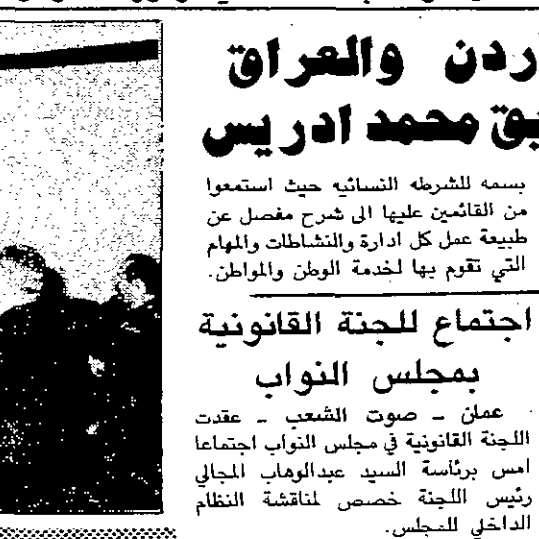 ردن والعراق
يق محمد ادريس
بسمه للشرطه النسائيه حيث استمعوا
من القائمين عليها الى شرح مفصل عن
طبيعة عمل كل ادارة والنشاطات والمهام
التي تقوم بها لخدمة الوطن والمواطن.
اجتماع للجنة القانونية
بمجلس النواب
عمان - صوت الشعب - عقدت
اللجنة القانونية في مجلس النواب اجتماعا
امس برئاسة السيد عبدالوهاب المجالي
رئيس اللجنة خصص لمناقشة النظام
الداخلي للمجلس.